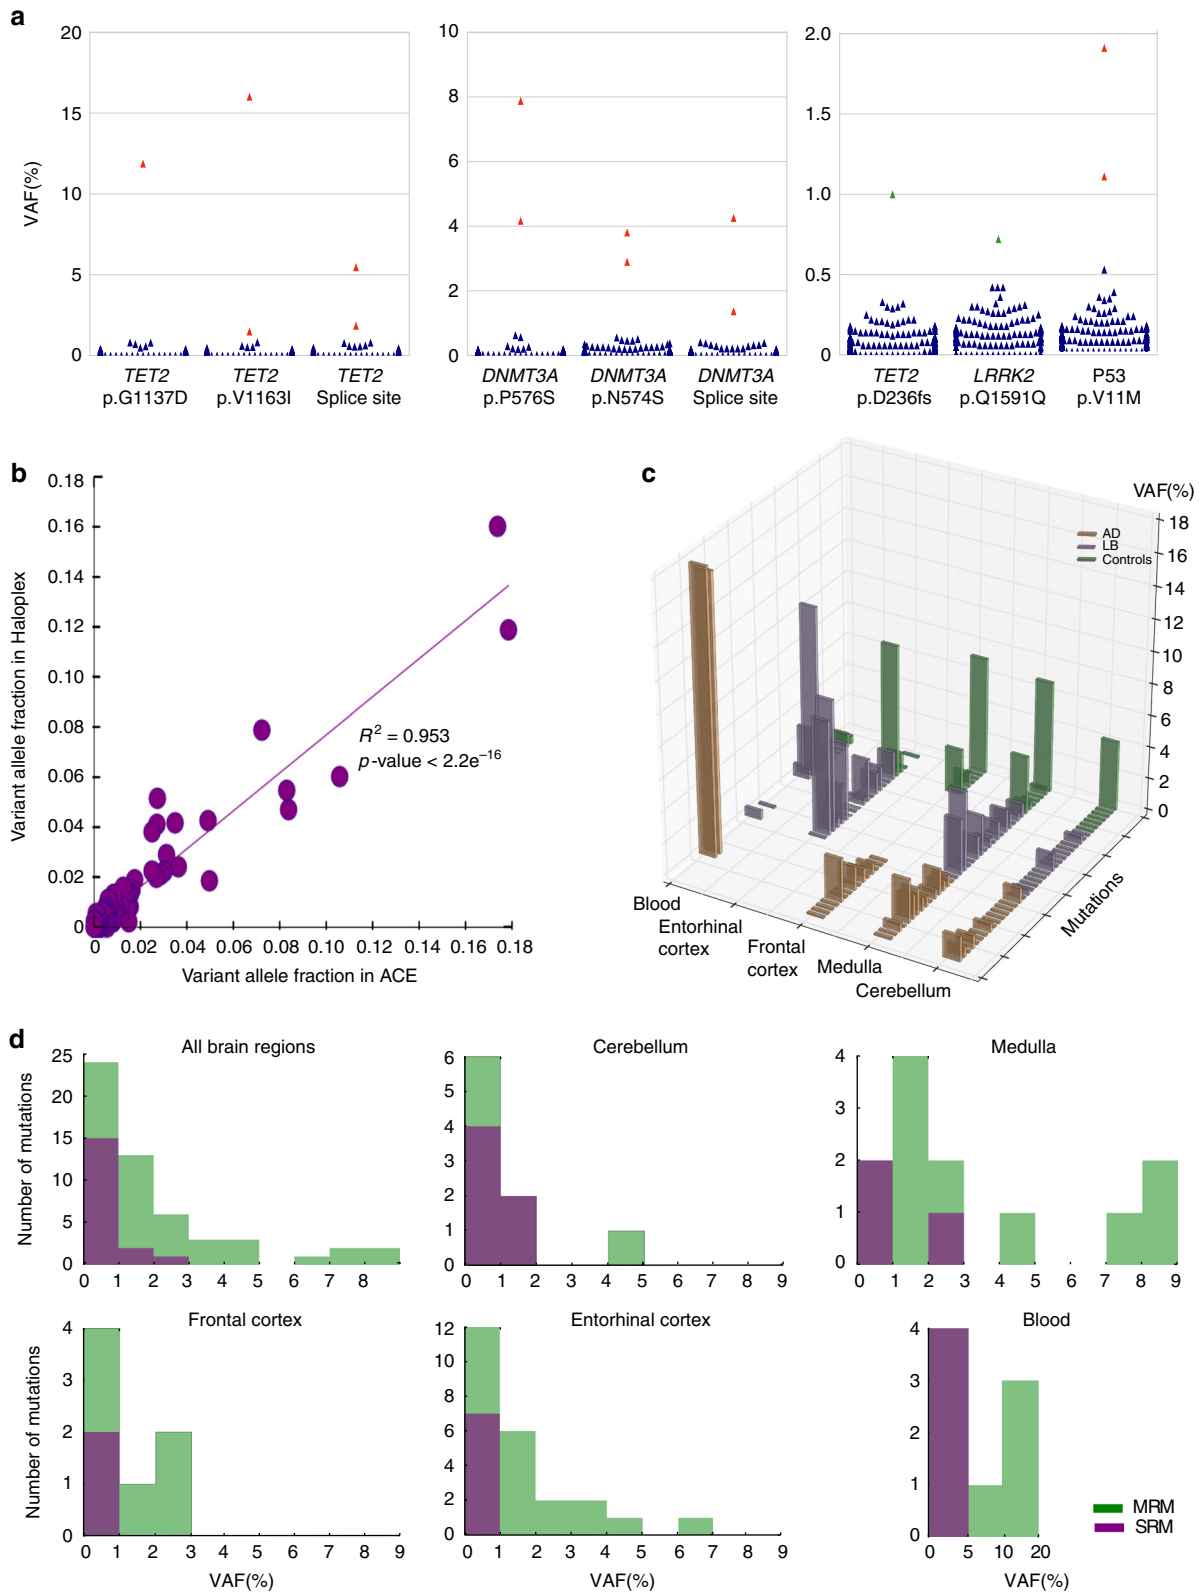 a
VAF(%)
20
15
10
5
0
TET2 p.G1137D
TET2 p.V1163I
TET2 Splice site
10
8
6
4
2
0
DNMT3A p.P576S
DNMT3A p.N574S
DNMT3A Splice site
2.0
1.5
1.0
0.5
0
TET2 p.D236fs
LRRK2 p.Q1591Q
P53 p.V11M
b
Variant allele fraction in Haloplex
0.18
0.16
0.14
0.12
0.10
0.08
0.06
0.04
0.02
0
R² = 0.953
p-value < 2.2e⁻¹⁶
0 0.02 0.04 0.06 0.08 0.10 0.12 0.14 0.16 0.18
Variant allele fraction in ACE
c
VAF(%)
18
16
14
12
10
8
6
4
2
0
AD
LB
Controls
Blood
Entorhinal cortex
Frontal cortex
Medulla
Cerebellum
Mutations
d
All brain regions
Number of mutations
25
20
15
10
5
0
0 1 2 3 4 5 6 7 8
Cerebellum
6
5
4
3
2
1
0
0 1 2 3 4 5 6 7 8 9
Medulla
4
3
2
1
0
0 1 2 3 4 5 6 7 8 9
Frontal cortex
Number of mutations
4
3
2
1
0
0 1 2 3 4 5 6 7 8 9
VAF(%)
Entorhinal cortex
12
10
8
6
4
2
0
0 1 2 3 4 5 6 7 8 9
VAF(%)
Blood
4
3
2
1
0
0 5 10 20
VAF(%)
MRM
SRM